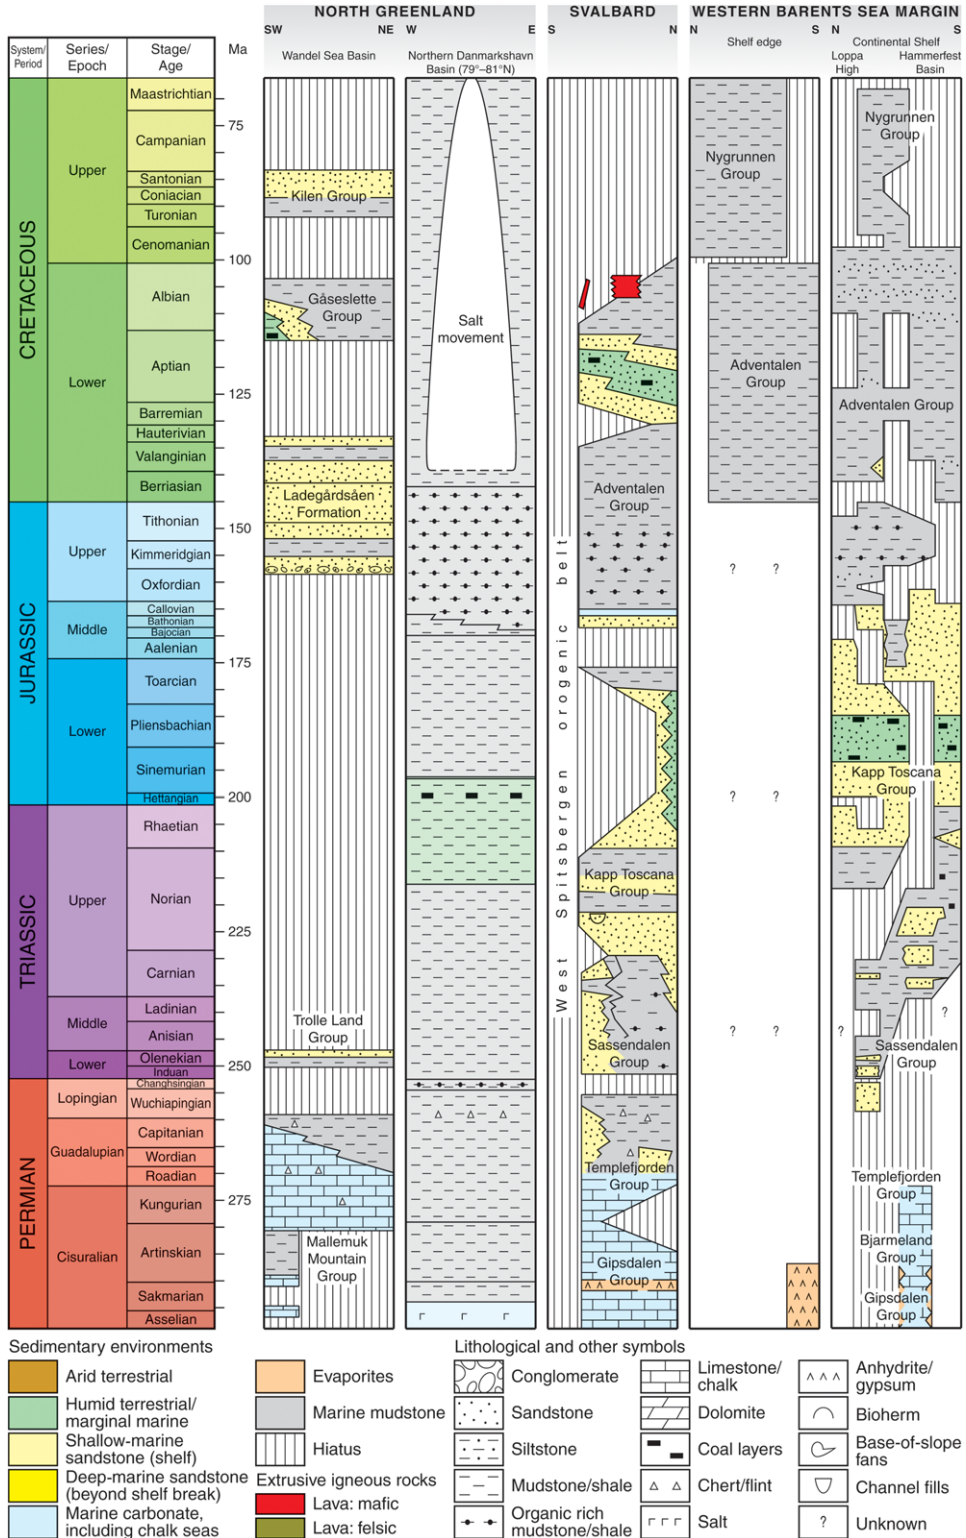 NORTH GREENLAND
SVALBARD
WESTERN BARENTS SEA MARGIN
SW NE
W E
S N
N S
N S
System/
Period
Series/
Epoch
Stage/
Age
Ma
Wandel Sea Basin
Northern Danmarkshavn
Basin (79°–81°N)
Shelf edge
Continental Shelf
Loppa
High
Hammerfest
Basin
CRETACEOUS
JURASSIC
TRIASSIC
PERMIAN
Upper
Lower
Upper
Middle
Lower
Upper
Middle
Lower
Lopingian
Guadalupian
Cisuralian
Maastrichtian
Campanian
Santonian
Coniacian
Turonian
Cenomanian
Albian
Aptian
Barremian
Hauterivian
Valanginian
Berriasian
Tithonian
Kimmeridgian
Oxfordian
Callovian
Bathonian
Bajocian
Aalenian
Toarcian
Pliensbachian
Sinemurian
Hettangian
Rhaetian
Norian
Carnian
Ladinian
Anisian
Olenekian
Induan
Changhsingian
Wuchiapingian
Capitanian
Wordian
Roadian
Kungurian
Artinskian
Sakmarian
Asselian
75
100
125
150
175
200
225
250
275
Kilen Group
Gåseslette
Group
Ladegårdsåen
Formation
Trolle Land
Group
Mallemuk
Mountain
Group
Salt
movement
West Spitsbergen orogenic belt
Adventalen
Group
Kapp Toscana
Group
Sassendalen
Group
Templefjorden
Group
Gipsdalen
Group
Nygrunnen
Group
Adventalen
Group
? ?
? ?
? ?
Nygrunnen
Group
Adventalen Group
Kapp Toscana
Group
?
?
Sassendalen
Group
Templefjorden
Group
Bjarmeland
Group
Gipsdalen
Group
Sedimentary environments
Arid terrestrial
Humid terrestrial/
marginal marine
Shallow-marine
sandstone (shelf)
Deep-marine sandstone
(beyond shelf break)
Marine carbonate,
including chalk seas
Evaporites
Marine mudstone
Hiatus
Extrusive igneous rocks
Lava: mafic
Lava: felsic
Lithological and other symbols
Conglomerate
Sandstone
Siltstone
Mudstone/shale
Organic rich
mudstone/shale
Limestone/
chalk
Dolomite
Coal layers
Chert/flint
Salt
Anhydrite/
gypsum
Bioherm
Base-of-slope
fans
Channel fills
? Unknown